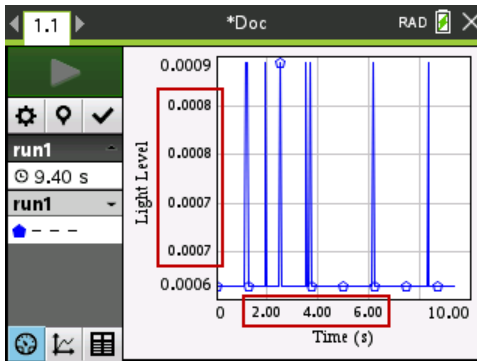 1.1
*Doc
RAD
run1
9.40 s
run1
Light Level
0.0009
0.0008
0.0008
0.0007
0.0007
0.0006
0 2.00 4.00 6.00 10.00
Time (s)